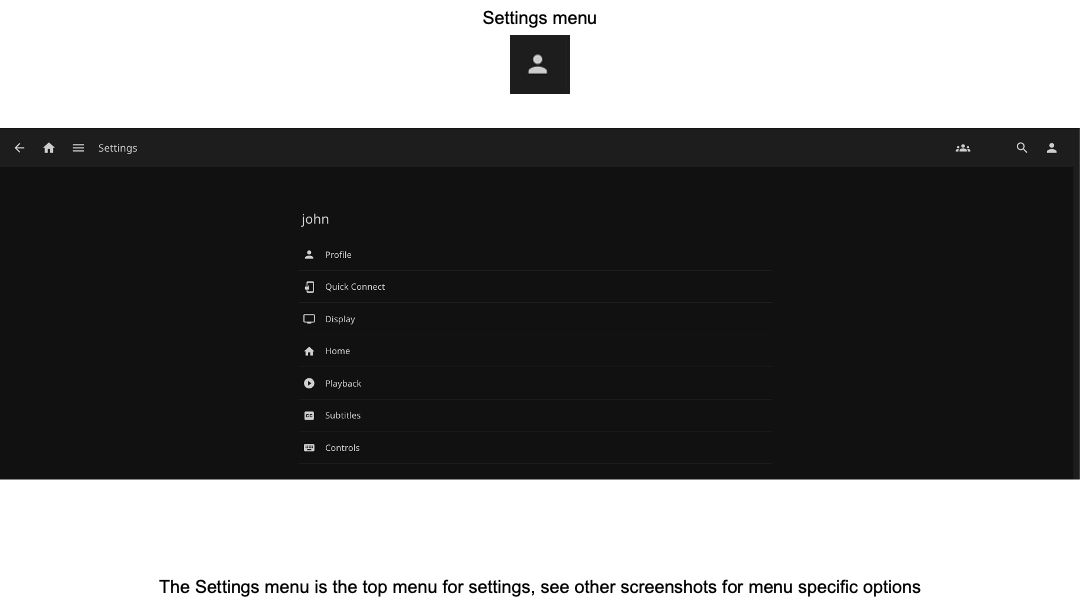 Settings menu
Settings
john
Profile
Quick Connect
Display
Home
Playback
Subtitles
Controls
The Settings menu is the top menu for settings, see other screenshots for menu specific options